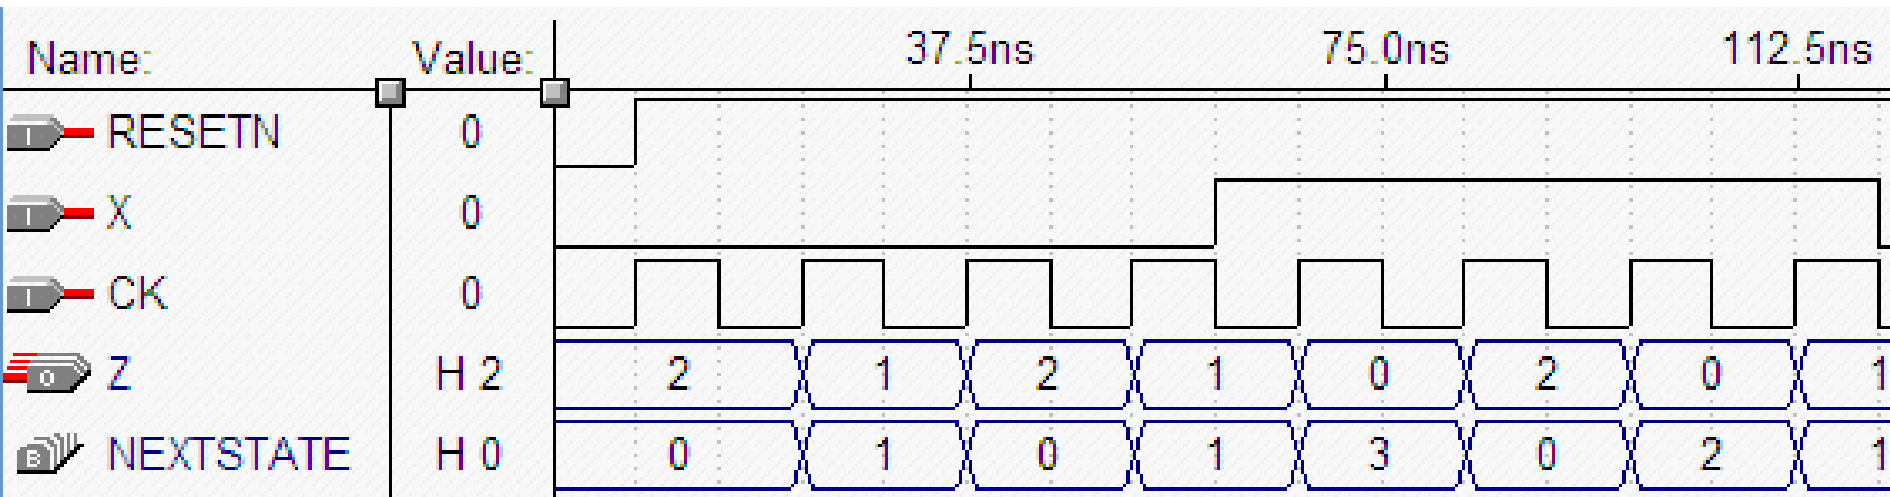 Name: Value: 37.5ns 75.0ns 112.5ns
I RESETN 0
I X 0
I CK 0
O Z H 2 2 1 2 1 0 2 0 1
B NEXTSTATE H 0 0 1 0 1 3 0 2 1